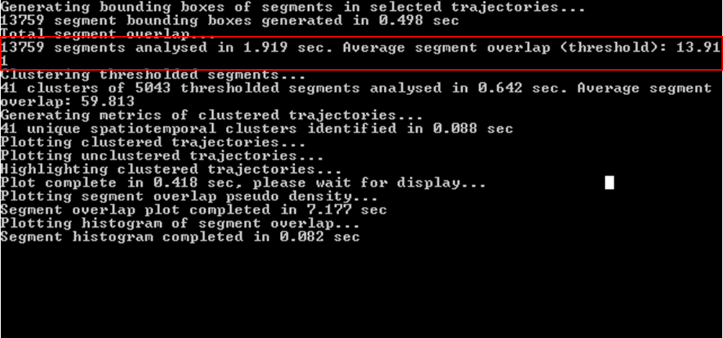 Generating bounding boxes of segments in selected trajectories...
13759 segment bounding boxes generated in 0.498 sec
Total segment overlap...
13759 segments analysed in 1.919 sec. Average segment overlap (threshold): 13.91
1
Clustering thresholded segments...
41 clusters of 5043 thresholded segments analysed in 0.642 sec. Average segment
overlap: 59.813
Generating metrics of clustered trajectories...
41 unique spatiotemporal clusters identified in 0.088 sec
Plotting clustered trajectories...
Plotting unclustered trajectories...
Highlighting clustered trajectories...
Plot complete in 0.418 sec, please wait for display...
Plotting segment overlap pseudo density...
Segment overlap plot completed in 7.177 sec
Plotting histogram of segment overlap...
Segment histogram completed in 0.082 sec